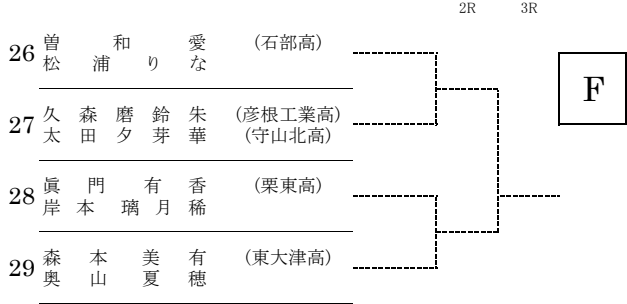 2R 3R
26 曽和愛 (石部高)
松浦りな
F
27 久森磨鈴朱 (彦根工業高)
太田夕芽華 (守山北高)
28 眞門有香 (栗東高)
岸本璃月稀
29 森本美有 (東大津高)
奥山夏穂